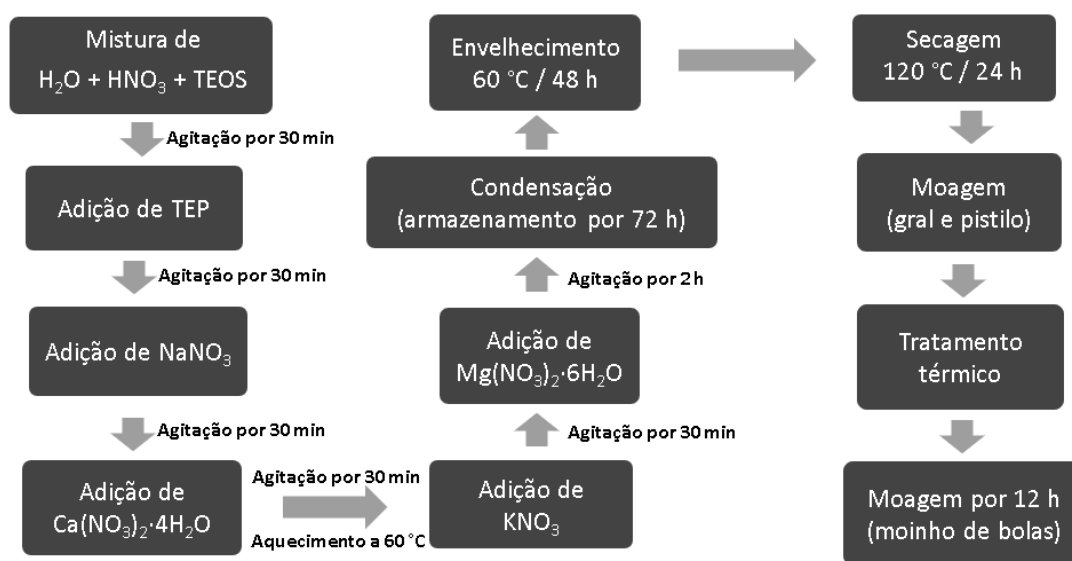 Mistura de
H₂O + HNO₃ + TEOS
Agitação por 30 min
Adição de TEP
Agitação por 30 min
Adição de NaNO₃
Agitação por 30 min
Adição de
Ca(NO₃)₂·4H₂O
Agitação por 30 min
Aquecimento a 60 °C
Adição de
KNO₃
Agitação por 30 min
Adição de
Mg(NO₃)₂·6H₂O
Agitação por 2 h
Condensação
(armazenamento por 72 h)
Envelhecimento
60 °C / 48 h
Secagem
120 °C / 24 h
Moagem
(gral e pistilo)
Tratamento
térmico
Moagem por 12 h
(moinho de bolas)